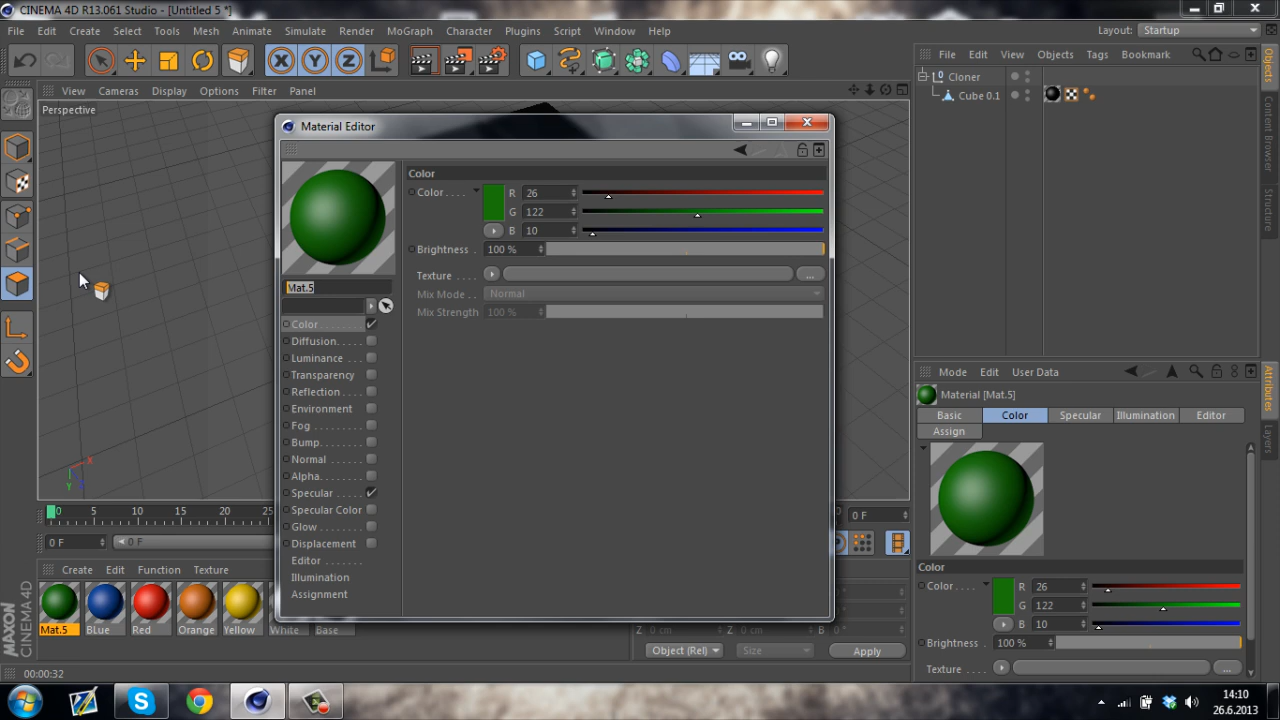 CINEMA 4D R13.061 Studio - [Untitled 5 *]
File Edit Create Select Tools Mesh Animate Simulate Render MoGraph Character Plugins Script Window Help
Layout: Startup
X Y Z
File Edit View Objects Tags Bookmark
View Cameras Display Options Filter Panel
Perspective
Cloner
Cube 0.1
Objects
Content Browser
Structure
Material Editor
Color
Color . . . .
R 26
G 122
B 10
Brightness . 100 %
Texture . . . . ...
Mix Mode . . Normal
Mix Strength 100 %
Mat.5
Color
Diffusion
Luminance
Transparency
Reflection
Environment
Fog
Bump
Normal
Alpha
Specular
Specular Color
Glow
Displacement
Editor
Illumination
Assignment
X
Y
0 5 10 15 20 25
0 F
0 F
0 F
Create Edit Function Texture
Mat.5 BLue Red Orange Yellow White Base
Z 0 cm 0 cm B 0 °
Object (Rel) Size Apply
Mode Edit User Data
Material [Mat.5]
Basic Color Specular Illumination Editor
Assign
Color
Color . . . .
R 26
G 122
B 10
Brightness . 100 %
Texture . . . . ...
Attributes
Layers
MAXON
CINEMA 4D
00:00:32
14:10
26.6.2013